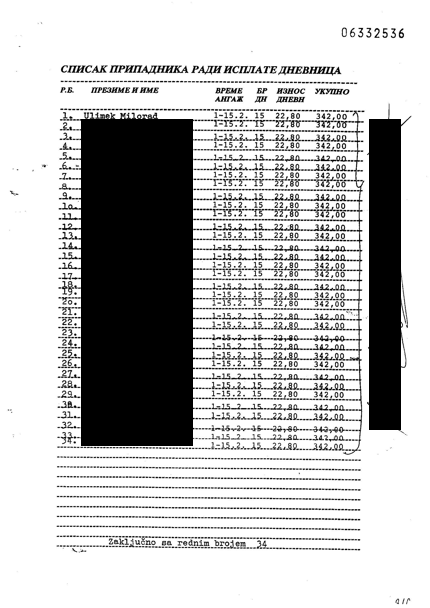 06332536
СПИСАК ПРИПАДНИКА РАДИ ИСПЛАТЕ ДНЕВНИЦА
Р.Б. ПРЕЗИМЕ И ИМЕ ВРЕМЕ БР ИЗНОС УКУПНО
АНГАЖ ДН ДНЕВН
1. Ulimek Milorad 1-15.2. 15 22,80 342,00
2. 1-15.2. 15 22,80 342,00
3. 1-15.2. 15 22,80 342,00
4. 1-15.2. 15 22,80 342,00
5. 1-15.2. 15 22,80 342,00
6. 1-15.2. 15 22,80 342,00
7. 1-15.2. 15 22,80 342,00
8. 1-15.2. 15 22,80 342,00
9. 1-15.2. 15 22,80 342,00
10. 1-15.2. 15 22,80 342,00
11. 1-15.2. 15 22,80 342,00
12. 1-15.2. 15 22,80 342,00
13. 1-15.2. 15 22,80 342,00
14. 1-15.2. 15 22,80 342,00
15. 1-15.2. 15 22,80 342,00
16. 1-15.2. 15 22,80 342,00
17. 1-15.2. 15 22,80 342,00
18. 1-15.2. 15 22,80 342,00
19. 1-15.2. 15 22,80 342,00
20. 1-15.2. 15 22,80 342,00
21. 1-15.2. 15 22,80 342,00
22. 1-15.2. 15 22,80 342,00
23. 1-15.2. 15 22,80 342,00
24. 1-15.2. 15 22,80 342,00
25. 1-15.2. 15 22,80 342,00
26. 1-15.2. 15 22,80 342,00
27. 1-15.2. 15 22,80 342,00
28. 1-15.2. 15 22,80 342,00
29. 1-15.2. 15 22,80 342,00
30. 1-15.2. 15 22,80 342,00
31. 1-15.2. 15 22,80 342,00
32. 1-15.2. 15 22,80 342,00
33. 1-15.2. 15 22,80 342,00
34. 1-15.2. 15 22,80 342,00
Zaključno sa rednim brojem 34